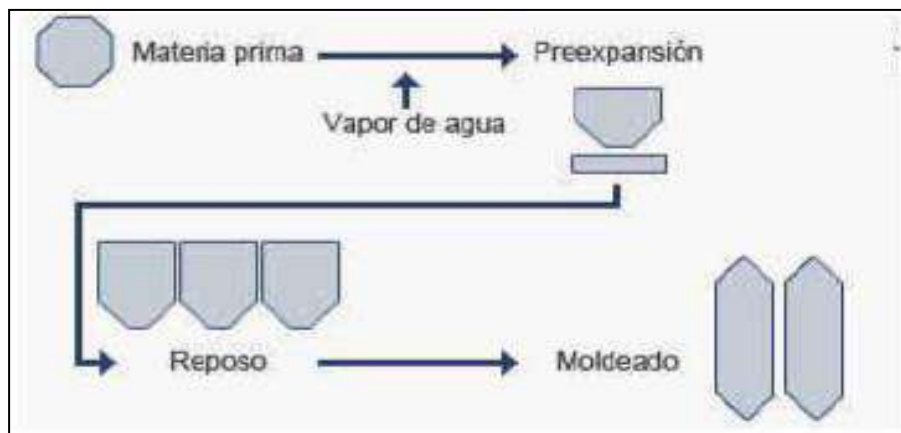 Materia prima
Preexpansión
Vapor de agua
Reposo
Moldeado